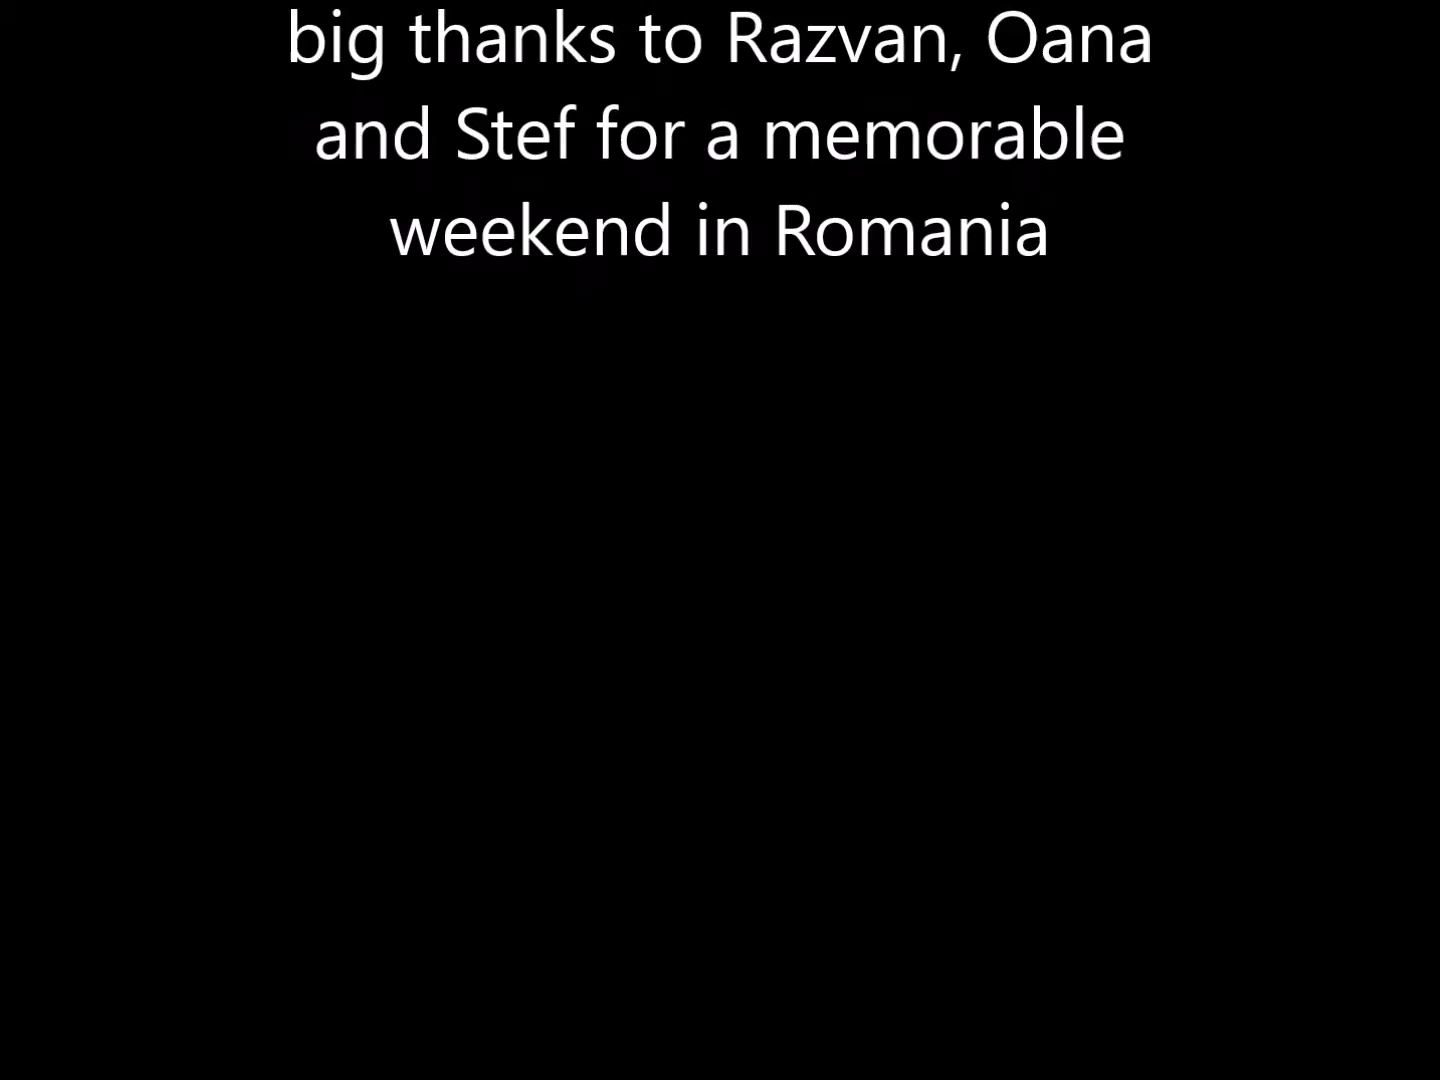 big thanks to Razvan, Oana
and Stef for a memorable
weekend in Romania